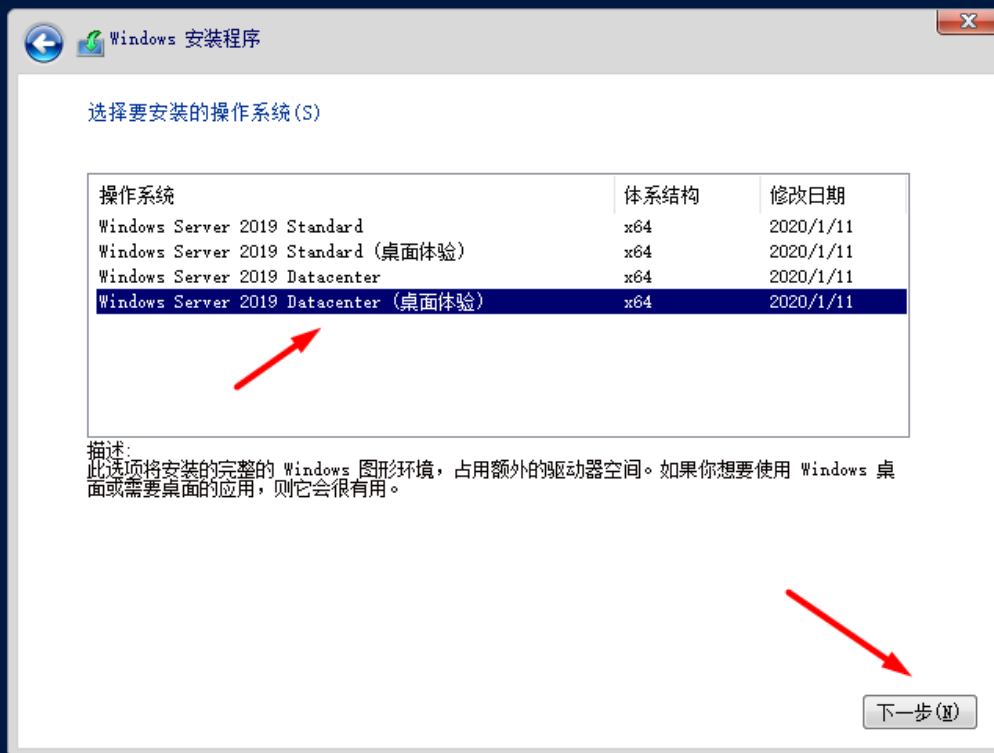 Windows 安装程序
选择要安装的操作系统(S)
操作系统 体系结构 修改日期
Windows Server 2019 Standard x64 2020/1/11
Windows Server 2019 Standard (桌面体验) x64 2020/1/11
Windows Server 2019 Datacenter x64 2020/1/11
Windows Server 2019 Datacenter (桌面体验) x64 2020/1/11
描述:
此选项将安装的完整的 Windows 图形环境，占用额外的驱动器空间。如果你想要使用 Windows 桌
面或需要桌面的应用，则它会很有用。
下一步(N)